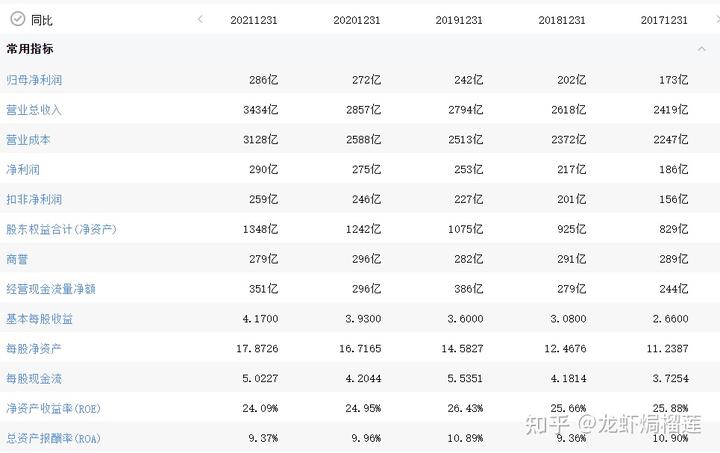 同比 20211231 20201231 20191231 20181231 20171231
常用指标
归母净利润 286亿 272亿 242亿 202亿 173亿
营业总收入 3434亿 2857亿 2794亿 2618亿 2419亿
营业成本 3128亿 2588亿 2513亿 2372亿 2247亿
净利润 290亿 275亿 253亿 217亿 186亿
扣非净利润 259亿 246亿 227亿 201亿 156亿
股东权益合计(净资产) 1348亿 1242亿 1075亿 925亿 829亿
商誉 279亿 296亿 282亿 291亿 289亿
经营现金流量净额 351亿 296亿 386亿 279亿 244亿
基本每股收益 4.1700 3.9300 3.6000 3.0800 2.6600
每股净资产 17.8726 16.7165 14.5827 12.4676 11.2387
每股现金流 5.0227 4.2044 5.5351 4.1814 3.7254
净资产收益率(ROE) 24.09% 24.95% 26.43% 25.66% 25.88%
总资产报酬率(ROA) 9.37% 9.96% 10.89% 9.36% 10.90%
知乎 @龙虾焗榴莲